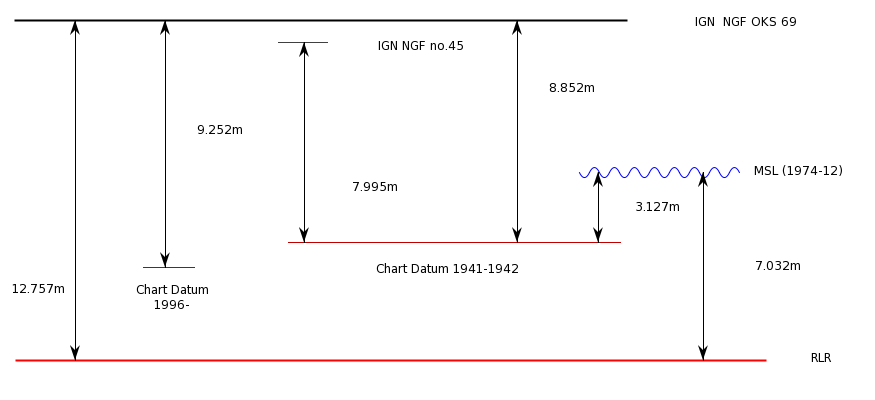 IGN  NGF OKS 69
IGN NGF no.45
8.852m
9.252m
MSL (1974-12)
7.995m
3.127m
7.032m
Chart Datum 1941-1942
12.757m
Chart Datum
1996-
RLR